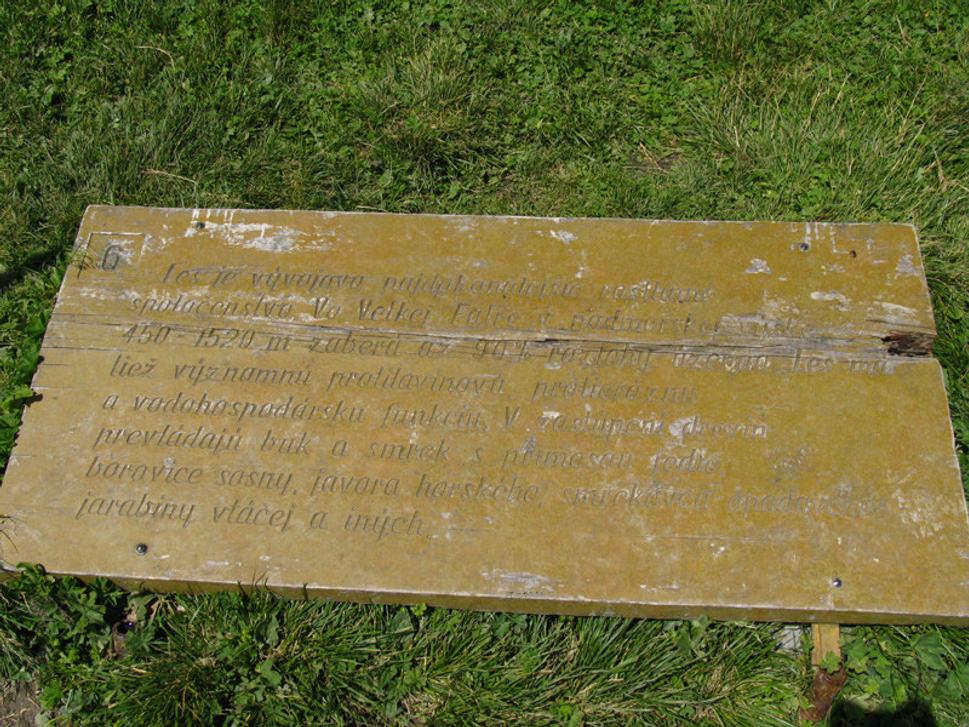 6
Les je vývojovo najdokonalejšie rastlinné
spoločenstvo. Vo Veľkej Fatre v nadmorskej výške
450-1520 m zaberá až 90% rozlohy územia. Les má
tiež významnú protilavínovú, protieróznu
a vodohospodársku funkciu. V zastúpení drevín
prevládajú buk a smrek s prímesou jedle
borovice sosny, javora horského, smrekovca opadavého
jarabiny vtáčej a iných.